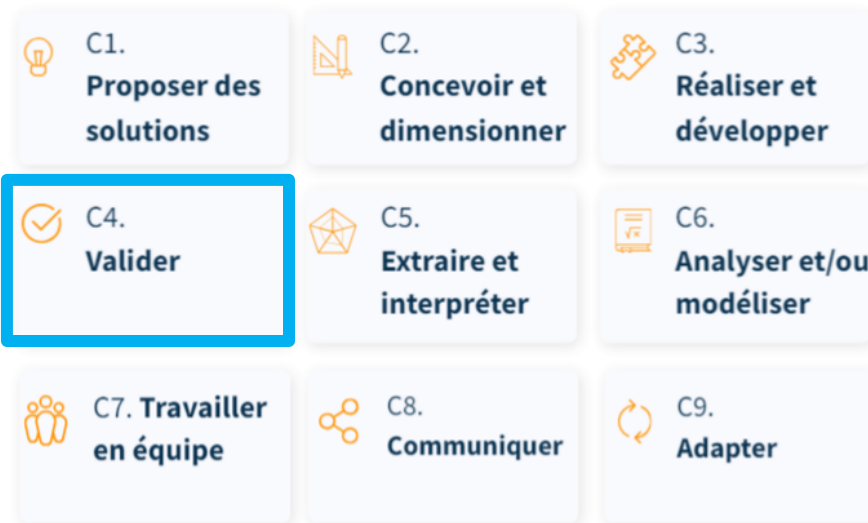 C1.
Proposer des
solutions
C2.
Concevoir et
dimensionner
C3.
Réaliser et
développer
C4.
Valider
C5.
Extraire et
interpréter
√x
C6.
Analyser et/ou
modéliser
C7. Travailler
en équipe
C8.
Communiquer
C9.
Adapter